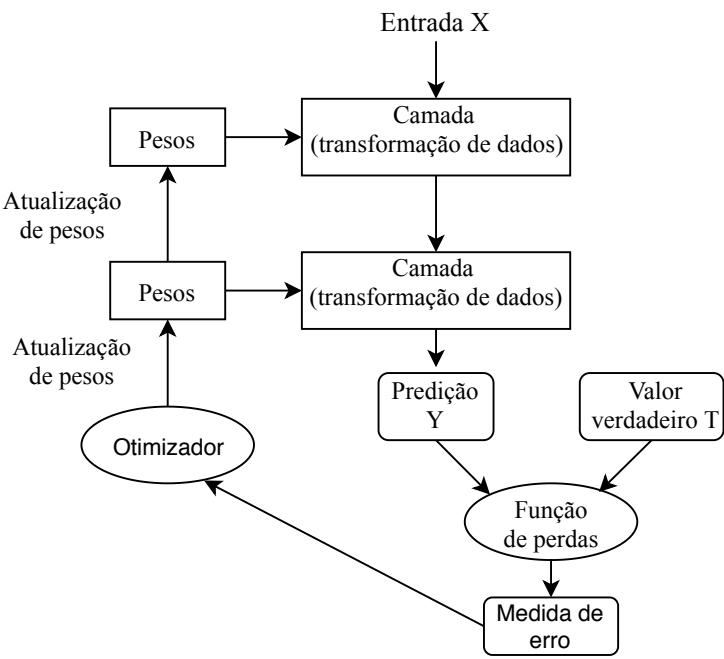 Entrada X
Camada
(transformação de dados)
Pesos
Atualização
de pesos
Camada
(transformação de dados)
Pesos
Atualização
de pesos
Predição
Y
Valor
verdadeiro T
Otimizador
Função
de perdas
Medida de
erro